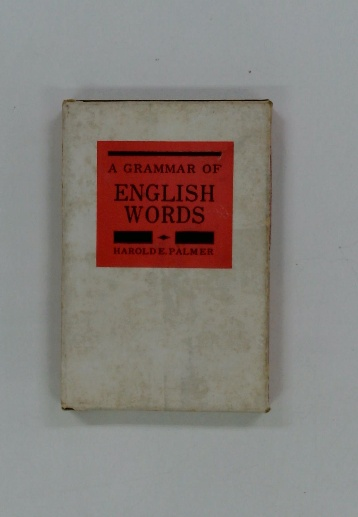 A GRAMMAR OF
ENGLISH
WORDS
HAROLD E. PALMER